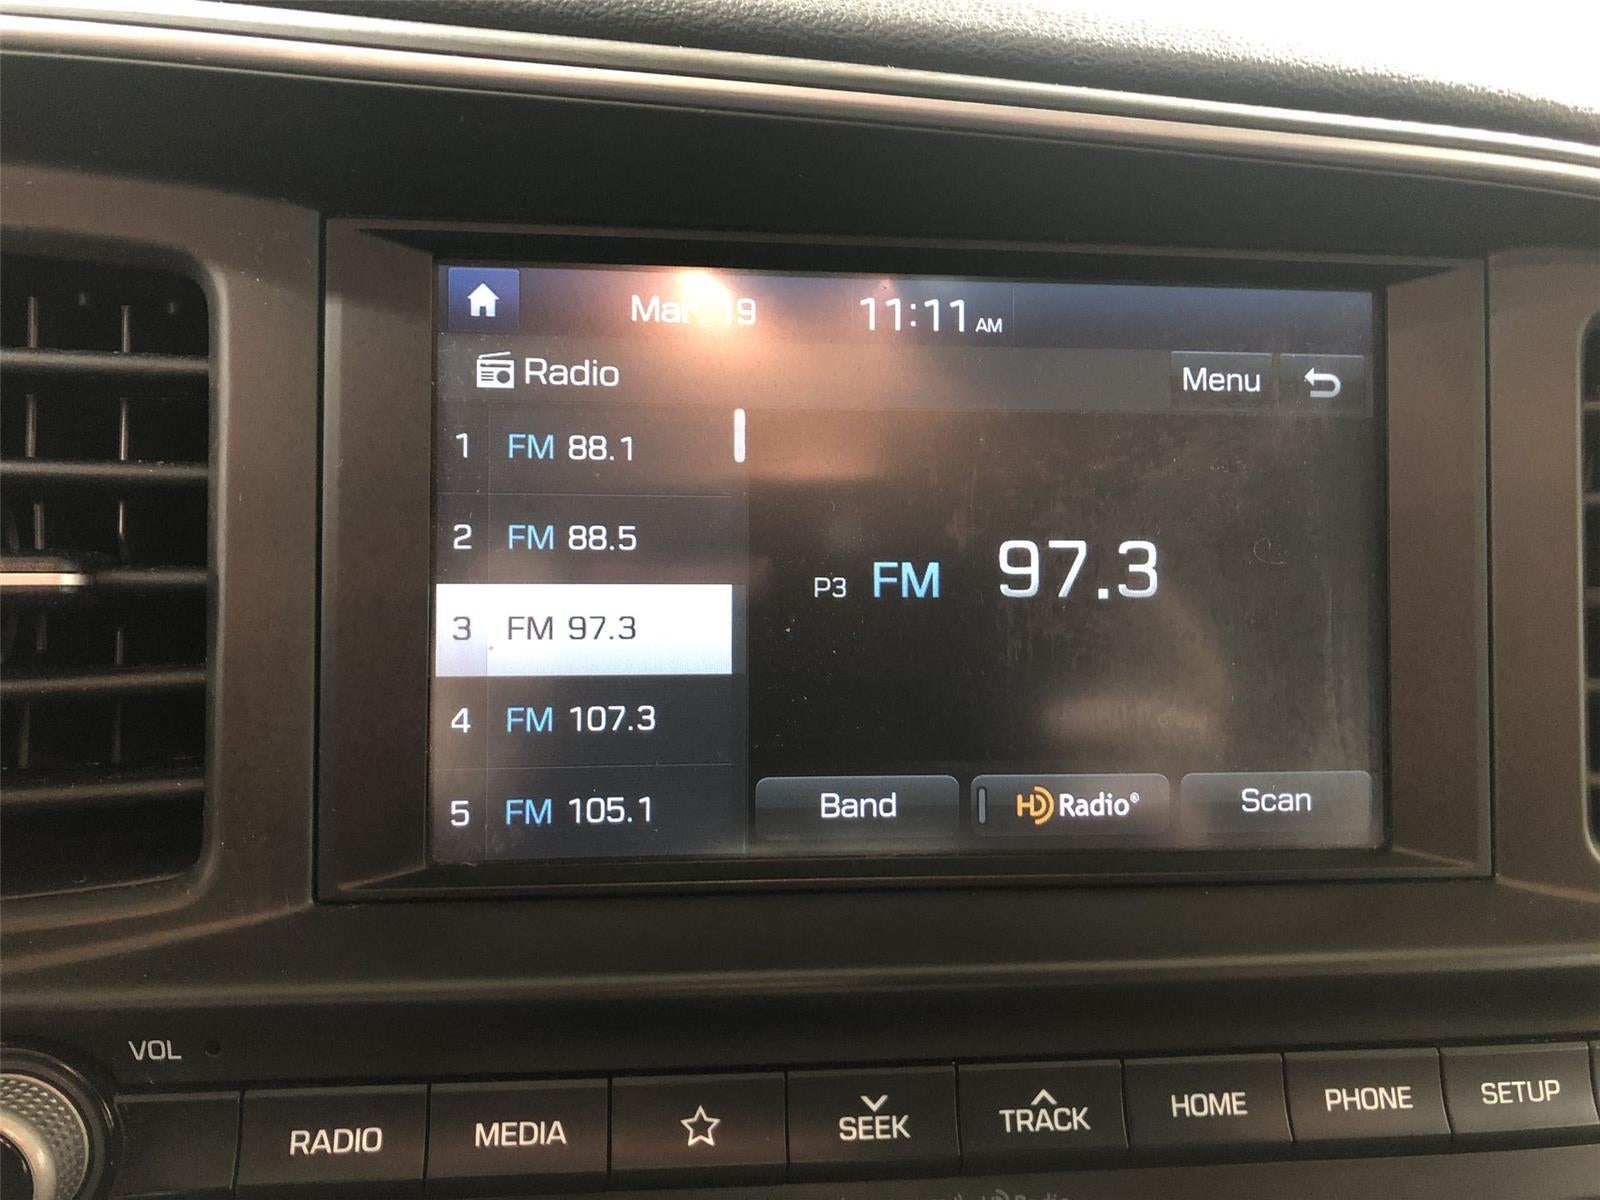 Mar. 19 11:11 AM
Radio
Menu
1 FM 88.1
2 FM 88.5
3 FM 97.3
4 FM 107.3
5 FM 105.1
P3 FM 97.3
Band
HD Radio®
Scan
VOL
RADIO
MEDIA
SEEK
TRACK
HOME
PHONE
SETUP